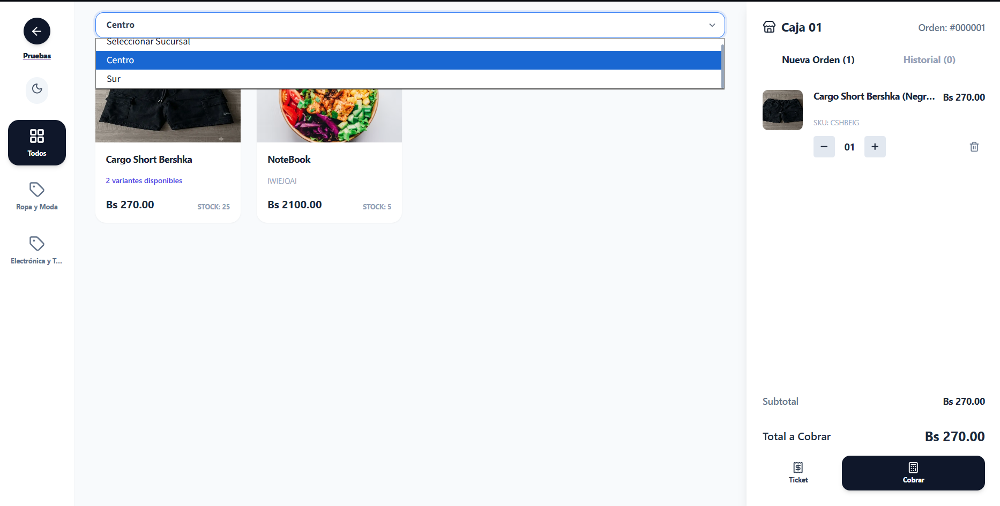 Pruebas
Todos
Ropa y Moda
Electrónica y T...
Centro
Seleccionar Sucursal
Centro
Sur
Cargo Short Bershka
2 variantes disponibles
Bs 270.00
STOCK: 25
NoteBook
IWIEJQAI
Bs 2100.00
STOCK: 5
Caja 01
Orden: #000001
Nueva Orden (1)
Historial (0)
Cargo Short Bershka (Negr...
Bs 270.00
SKU: CSHBEIG
01
Subtotal
Bs 270.00
Total a Cobrar
Bs 270.00
Ticket
Cobrar